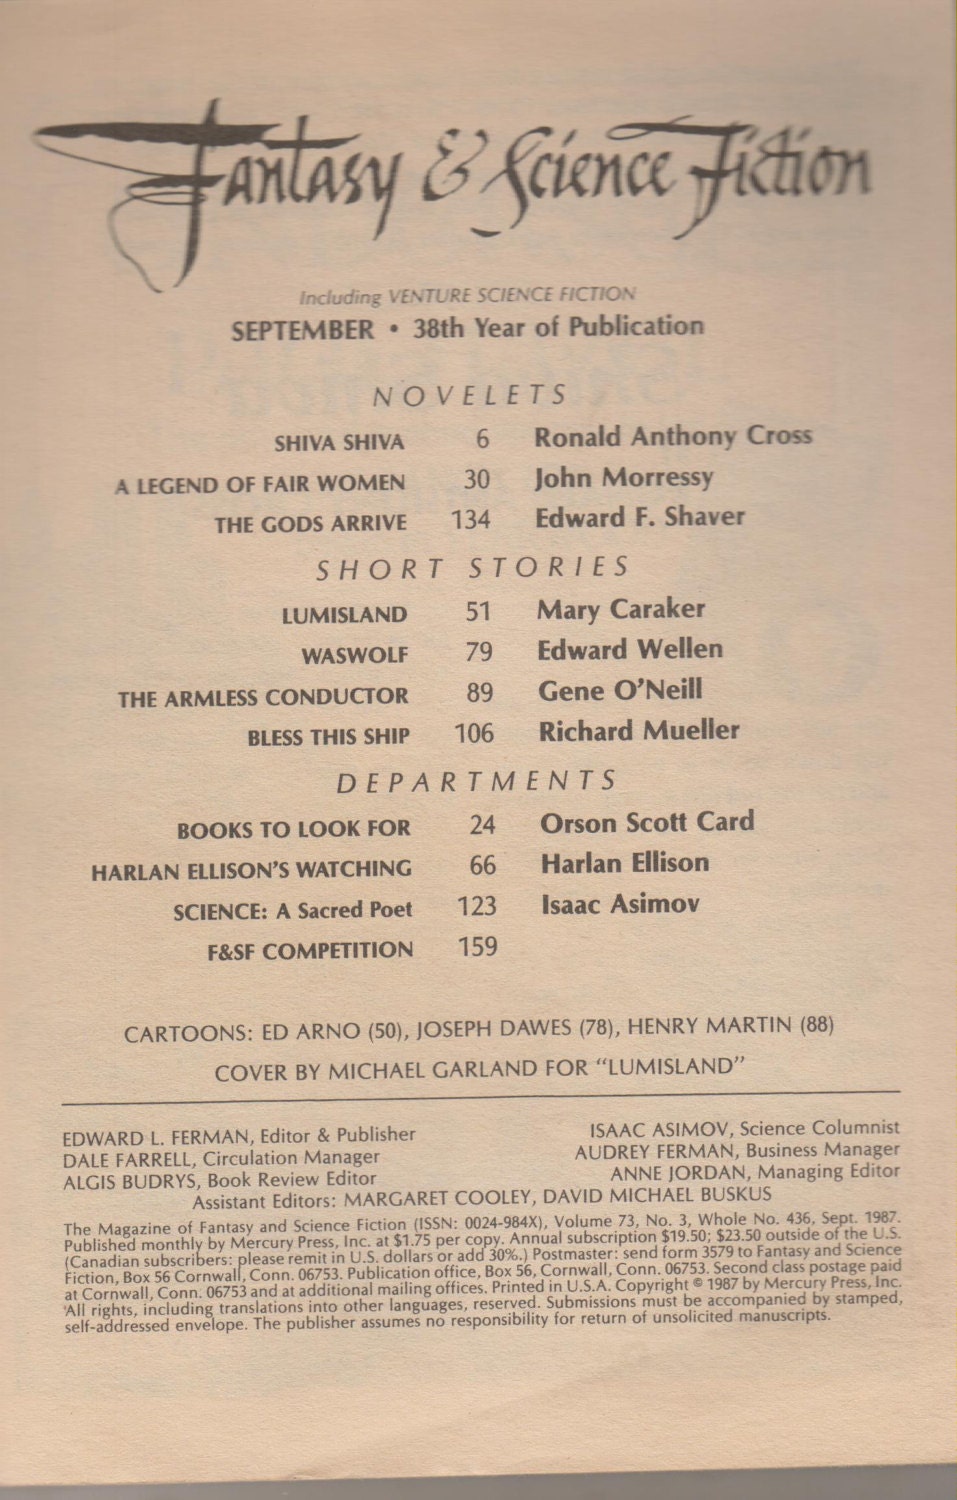 Fantasy & Science Fiction
Including VENTURE SCIENCE FICTION
SEPTEMBER • 38th Year of Publication
NOVELETS
SHIVA SHIVA 6 Ronald Anthony Cross
A LEGEND OF FAIR WOMEN 30 John Morressy
THE GODS ARRIVE 134 Edward F. Shaver
SHORT STORIES
LUMISLAND 51 Mary Caraker
WASWOLF 79 Edward Wellen
THE ARMLESS CONDUCTOR 89 Gene O'Neill
BLESS THIS SHIP 106 Richard Mueller
DEPARTMENTS
BOOKS TO LOOK FOR 24 Orson Scott Card
HARLAN ELLISON'S WATCHING 66 Harlan Ellison
SCIENCE: A Sacred Poet 123 Isaac Asimov
F&SF COMPETITION 159
CARTOONS: ED ARNO (50), JOSEPH DAWES (78), HENRY MARTIN (88)
COVER BY MICHAEL GARLAND FOR “LUMISLAND”
EDWARD L. FERMAN, Editor & Publisher ISAAC ASIMOV, Science Columnist
DALE FARRELL, Circulation Manager AUDREY FERMAN, Business Manager
ALGIS BUDRYS, Book Review Editor ANNE JORDAN, Managing Editor
Assistant Editors: MARGARET COOLEY, DAVID MICHAEL BUSKUS
The Magazine of Fantasy and Science Fiction (ISSN: 0024-984X), Volume 73, No. 3, Whole No. 436, Sept. 1987.
Published monthly by Mercury Press, Inc. at $1.75 per copy. Annual subscription $19.50; $23.50 outside of the U.S.
(Canadian subscribers: please remit in U.S. dollars or add 30%.) Postmaster: send form 3579 to Fantasy and Science
Fiction, Box 56 Cornwall, Conn. 06753. Publication office, Box 56, Cornwall, Conn. 06753. Second class postage paid
at Cornwall, Conn. 06753 and at additional mailing offices. Printed in U.S.A. Copyright © 1987 by Mercury Press, Inc.
All rights, including translations into other languages, reserved. Submissions must be accompanied by stamped,
self-addressed envelope. The publisher assumes no responsibility for return of unsolicited manuscripts.